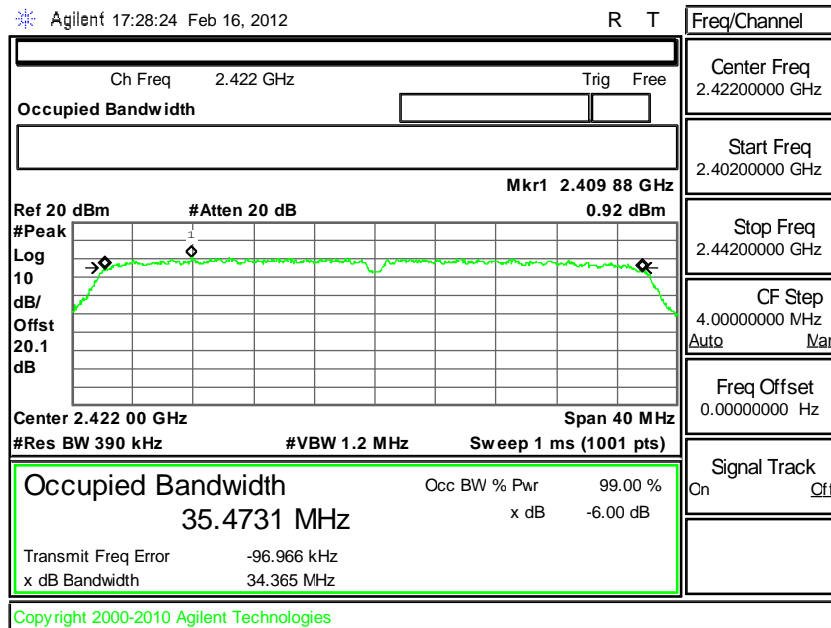 Agilent 17:28:24 Feb 16, 2012 R T
Freq/Channel
Ch Freq 2.422 GHz Trig Free
Occupied Bandwidth
Mkr1 2.409 88 GHz
Ref 20 dBm #Atten 20 dB 0.92 dBm
#Peak
Log
10
dB/
Offst
20.1
dB
1
Center 2.422 00 GHz Span 40 MHz
#Res BW 390 kHz #VBW 1.2 MHz Sweep 1 ms (1001 pts)
Occupied Bandwidth
35.4731 MHz
Occ BW % Pwr 99.00 %
x dB -6.00 dB
Transmit Freq Error -96.966 kHz
x dB Bandwidth 34.365 MHz
Center Freq
2.42200000 GHz
Start Freq
2.40200000 GHz
Stop Freq
2.44200000 GHz
CF Step
4.00000000 MHz
Auto Man
Freq Offset
0.00000000 Hz
Signal Track
On Off
Copyright 2000-2010 Agilent Technologies